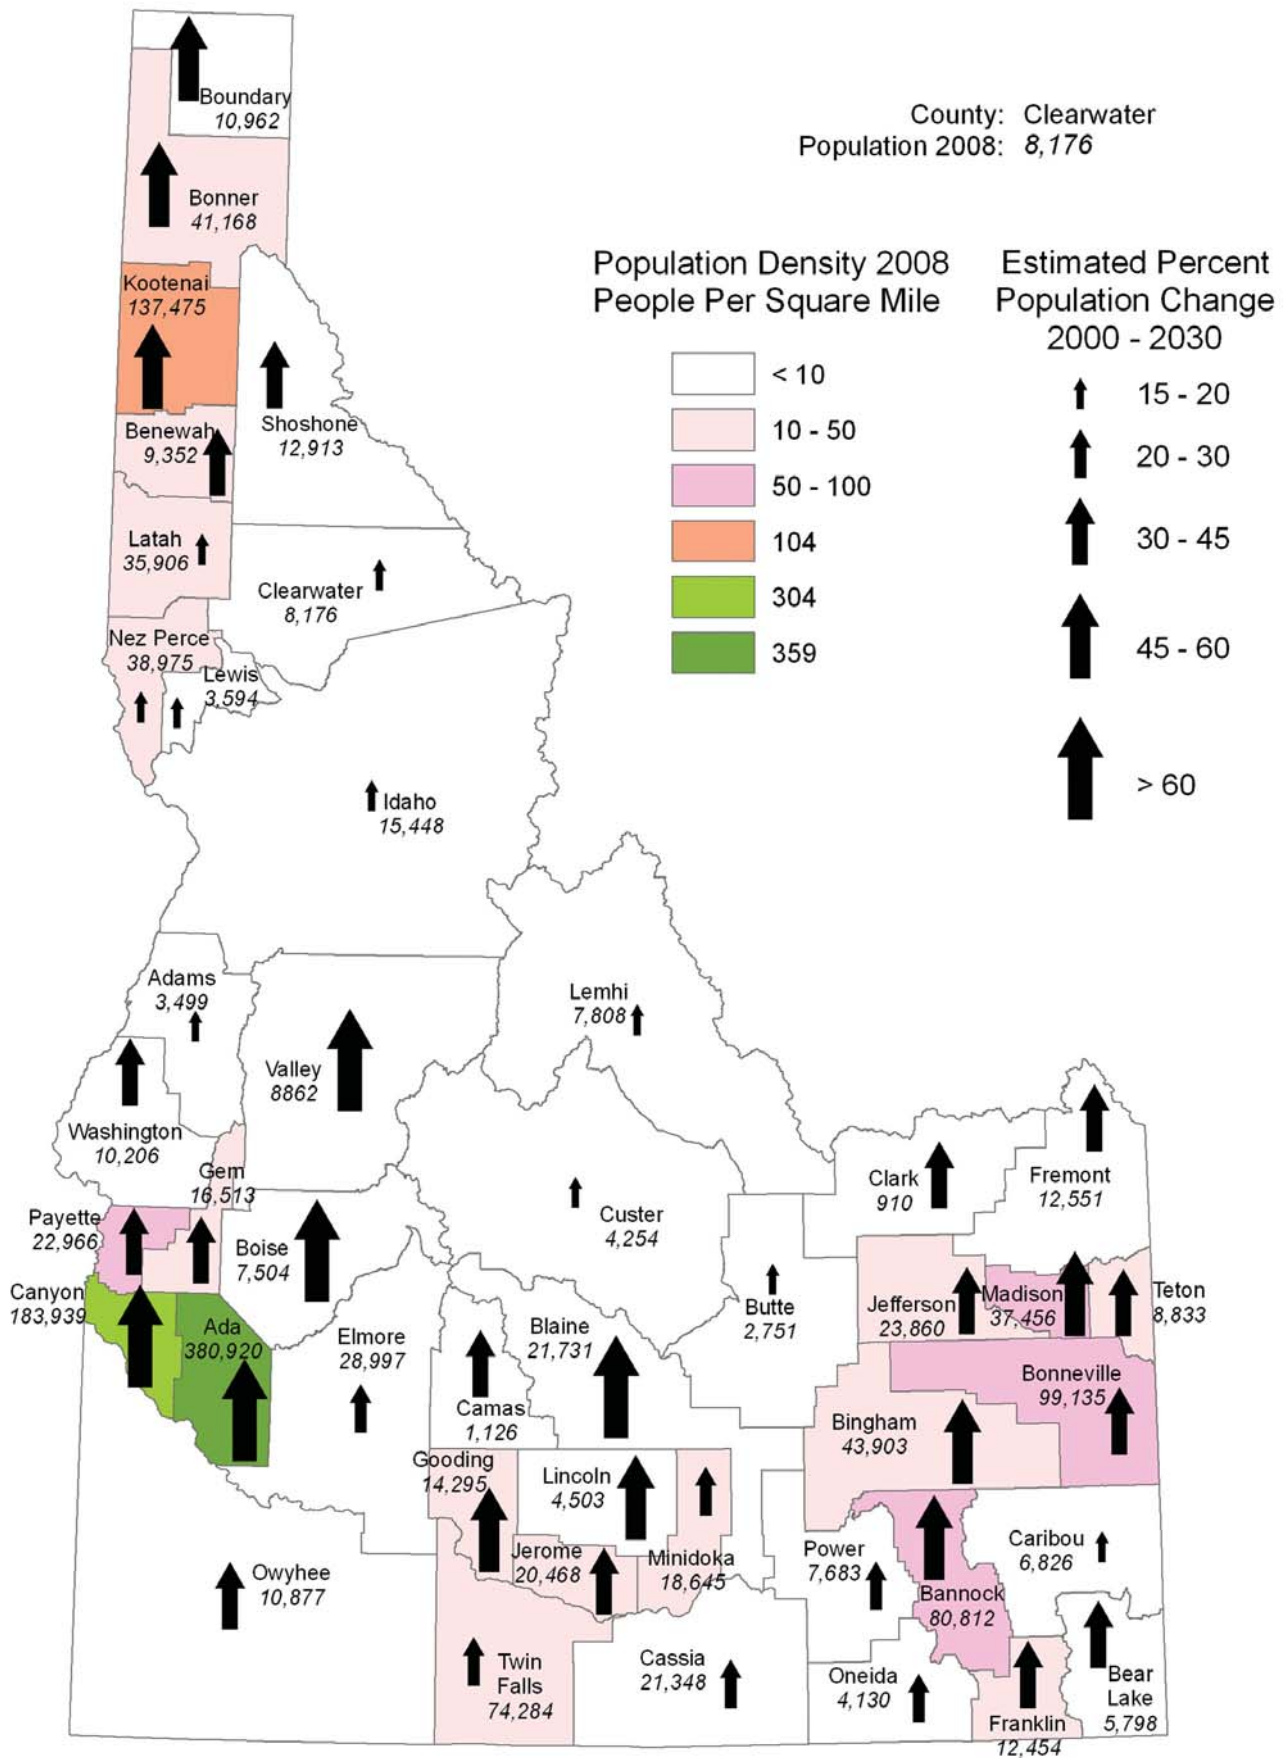 Boundary
10,962
County: Clearwater
Population 2008: 8,176
Bonner
41,168
Population Density 2008
People Per Square Mile
< 10
10 - 50
50 - 100
104
304
359
Estimated Percent
Population Change
2000 - 2030
15 - 20
20 - 30
30 - 45
45 - 60
> 60
Kootenai
137,475
Shoshone
12,913
Benewah
9,352
Latah
35,906
Clearwater
8,176
Nez Perce
38,975
Lewis
3,594
Idaho
15,448
Adams
3,499
Lemhi
7,808
Valley
8862
Washington
10,206
Gem
16,513
Clark
910
Fremont
12,551
Payette
22,966
Boise
7,504
Custer
4,254
Canyon
183,939
Ada
380,920
Elmore
28,997
Blaine
21,731
Butte
2,751
Jefferson
23,860
Madison
37,456
Teton
8,833
Camas
1,126
Bonneville
99,135
Bingham
43,903
Gooding
14,295
Lincoln
4,503
Jerome
20,468
Minidoka
18,645
Power
7,683
Caribou
6,826
Owyhee
10,877
Bannock
80,812
Twin
Falls
74,284
Cassia
21,348
Oneida
4,130
Franklin
12,454
Bear
Lake
5,798